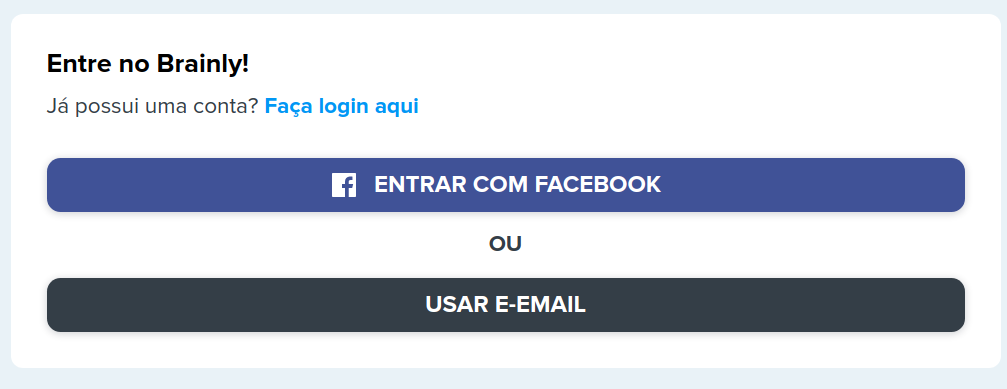 Entre no Brainly!
Já possui uma conta? Faça login aqui
ENTRAR COM FACEBOOK
OU
USAR E-EMAIL